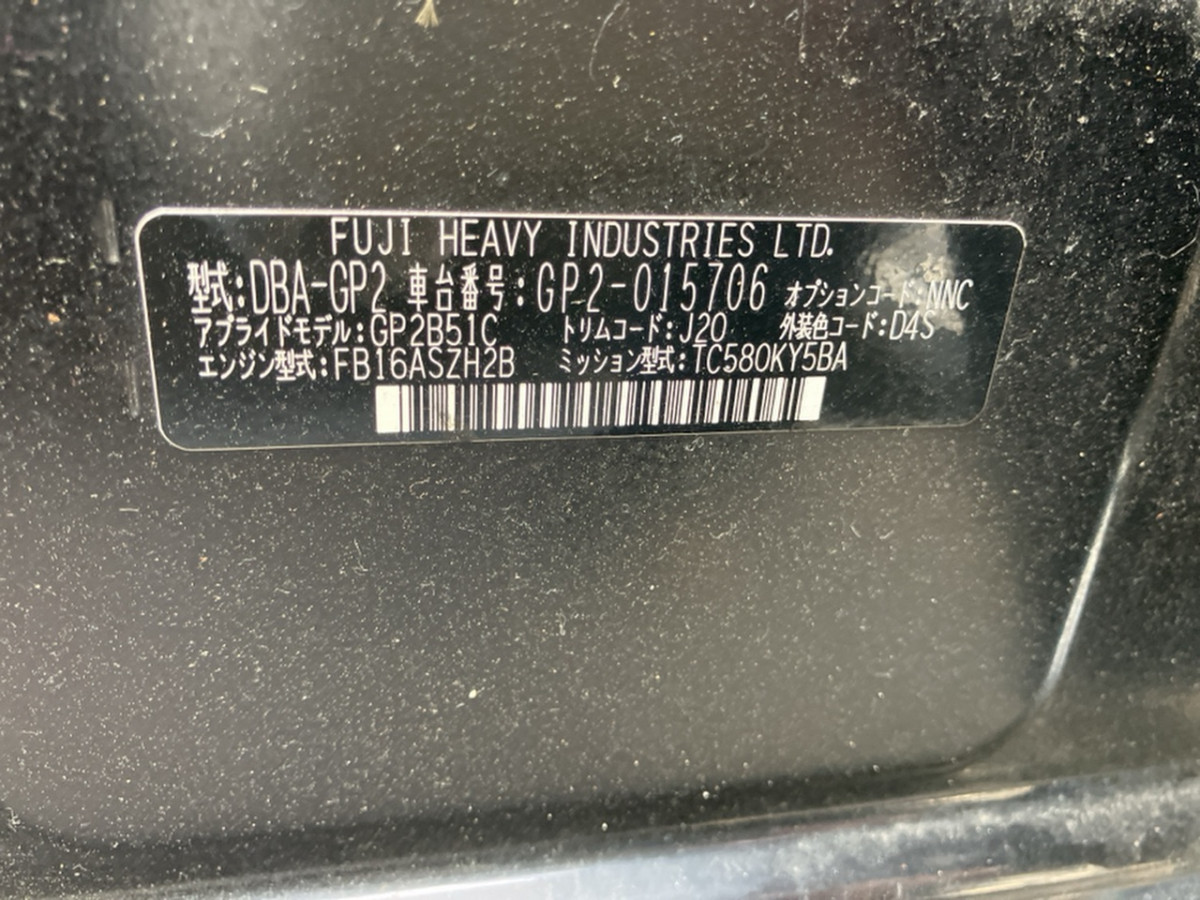 FUJI HEAVY INDUSTRIES LTD.
型式:DBA-GP2 車台番号:GP2-015706 オプションコード:NNC
アプライドモデル:GP2B51C トリムコード:J20 外装色コード:D4S
エンジン型式:FB16ASZH2B ミッション型式:TC580KY5BA